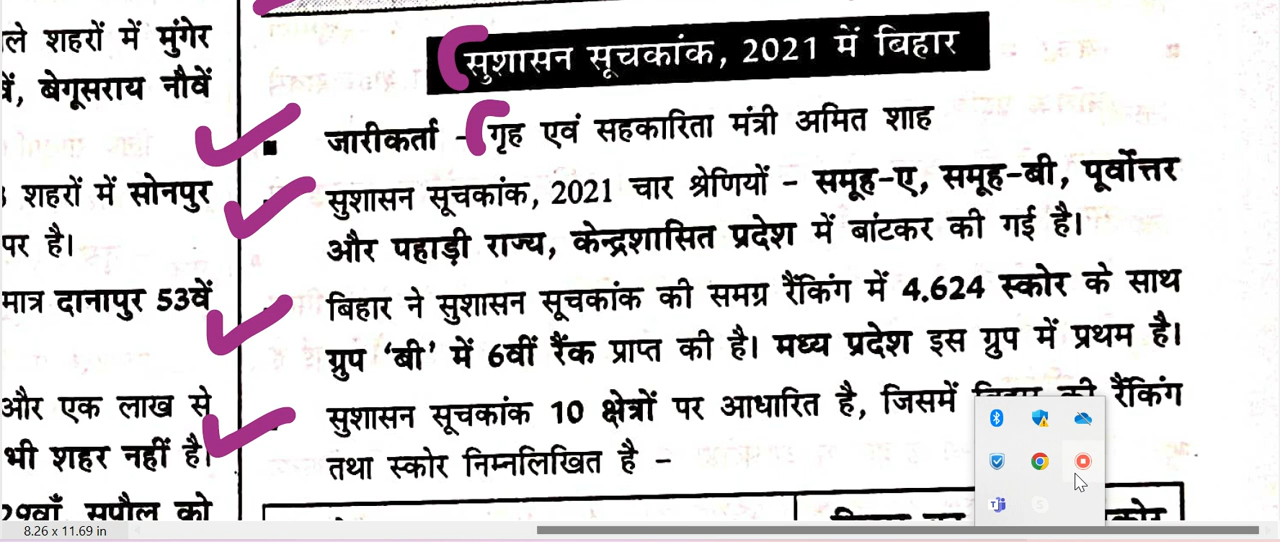 ले शहरों में मुंगेर
वें, बेगूसराय नौवें
शहरों में सोनपुर
पर है।
मात्र दानापुर 53वें
और एक लाख से
भी शहर नहीं है।
29वाँ, सुपौल को
सुशासन सूचकांक, 2021 में बिहार
■ जारीकर्ता - गृह एवं सहकारिता मंत्री अमित शाह
सुशासन सूचकांक, 2021 चार श्रेणियों - समूह-ए, समूह-बी, पूर्वोत्तर
और पहाड़ी राज्य, केन्द्रशासित प्रदेश में बांटकर की गई है।
बिहार ने सुशासन सूचकांक की समग्र रैंकिंग में 4.624 स्कोर के साथ
ग्रुप ‘बी’ में 6वीं रैंक प्राप्त की है। मध्य प्रदेश इस ग्रुप में प्रथम है।
सुशासन सूचकांक 10 क्षेत्रों पर आधारित है, जिसमें बिहार की रैंकिंग
तथा स्कोर निम्नलिखित है -
8.26 x 11.69 in